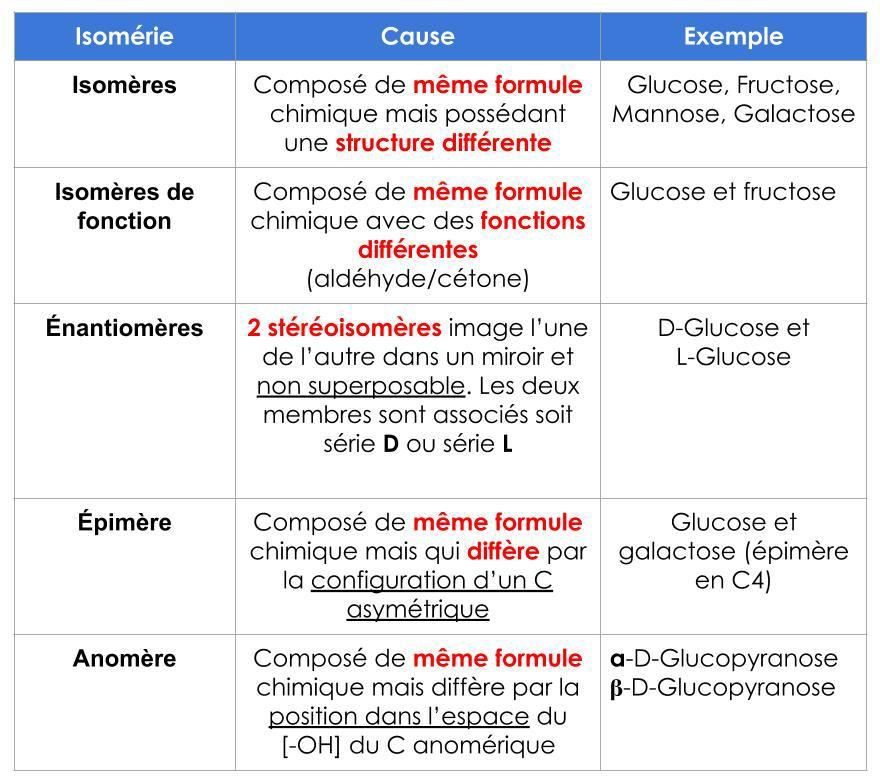 Isomérie Cause Exemple
Isomères
Composé de même formule
chimique mais possédant
une structure différente
Glucose, Fructose,
Mannose, Galactose
Isomères de
fonction
Composé de même formule
chimique avec des fonctions
différentes
(aldéhyde/cétone)
Glucose et fructose
Énantiomères
2 stéréoisomères image l’une
de l’autre dans un miroir et
non superposable. Les deux
membres sont associés soit
série D ou série L
D-Glucose et
L-Glucose
Épimère
Composé de même formule
chimique mais qui diffère par
la configuration d’un C
asymétrique
Glucose et
galactose (épimère
en C4)
Anomère
Composé de même formule
chimique mais diffère par la
position dans l’espace du
[-OH] du C anomérique
α-D-Glucopyranose
β-D-Glucopyranose